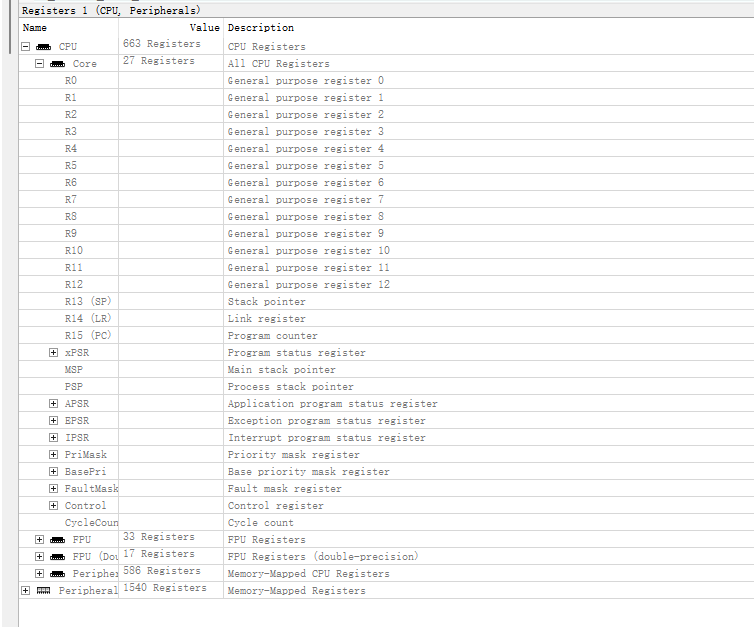 Registers 1 (CPU, Peripherals)
Name Value Description
CPU 663 Registers CPU Registers
Core 27 Registers All CPU Registers
R0 General purpose register 0
R1 General purpose register 1
R2 General purpose register 2
R3 General purpose register 3
R4 General purpose register 4
R5 General purpose register 5
R6 General purpose register 6
R7 General purpose register 7
R8 General purpose register 8
R9 General purpose register 9
R10 General purpose register 10
R11 General purpose register 11
R12 General purpose register 12
R13 (SP) Stack pointer
R14 (LR) Link register
R15 (PC) Program counter
xPSR Program status register
MSP Main stack pointer
PSP Process stack pointer
APSR Application program status register
EPSR Exception program status register
IPSR Interrupt program status register
PriMask Priority mask register
BasePri Base priority mask register
FaultMask Fault mask register
Control Control register
CycleCoun Cycle count
FPU 33 Registers FPU Registers
FPU (Dou 17 Registers FPU Registers (double-precision)
Peripher 586 Registers Memory-Mapped CPU Registers
Peripheral 1540 Registers Memory-Mapped Registers